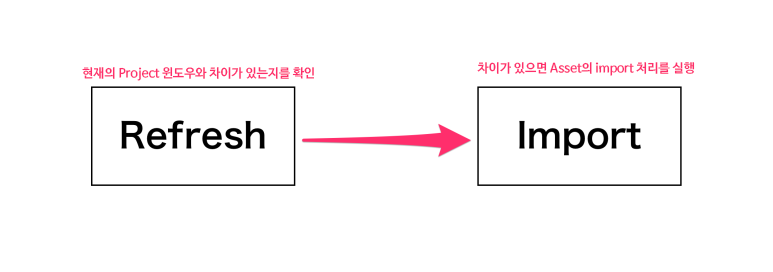 현재의 Project 윈도우와 차이가 있는지를 확인
차이가 있으면 Asset의 import 처리를 실행
Refresh
Import